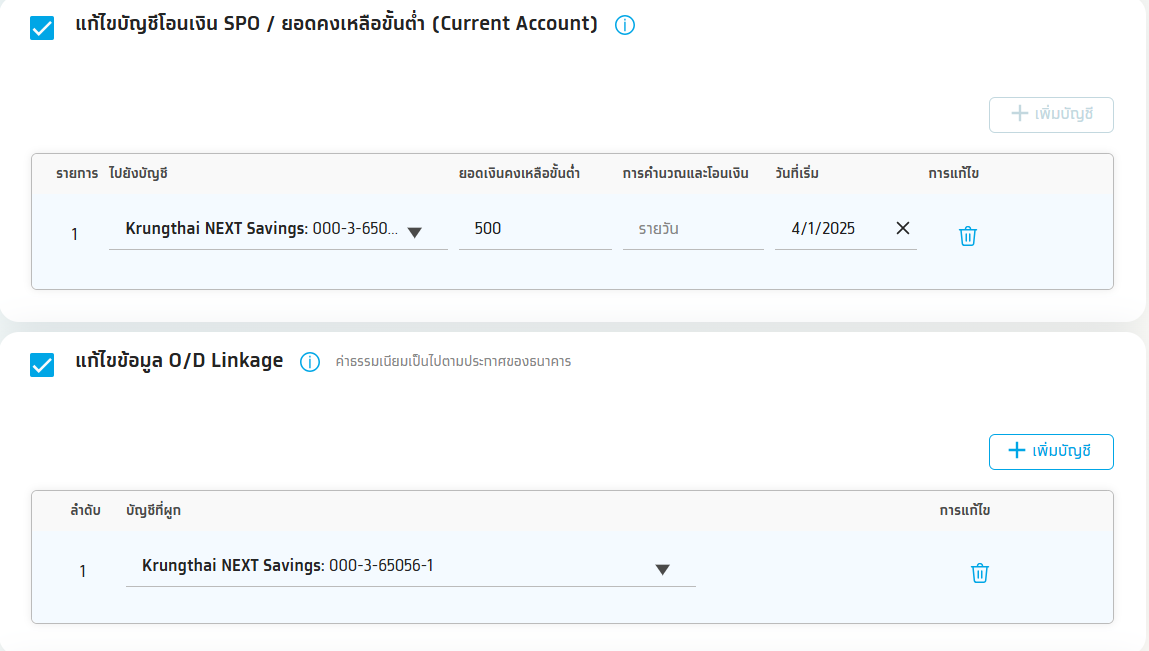 แก้ไขบัญชีโอนเงิน SPO / ยอดคงเหลือขั้นต่ำ (Current Account)
เพิ่มบัญชี
รายการ ไปยังบัญชี ยอดเงินคงเหลือขั้นต่ำ การคำนวณและโอนเงิน วันที่เริ่ม การแก้ไข
1 Krungthai NEXT Savings: 000-3-650... 500 รายวัน 4/1/2025
แก้ไขข้อมูล O/D Linkage ค่าธรรมเนียมเป็นไปตามประกาศของธนาคาร
เพิ่มบัญชี
ลำดับ บัญชีที่ผูก การแก้ไข
1 Krungthai NEXT Savings: 000-3-65056-1